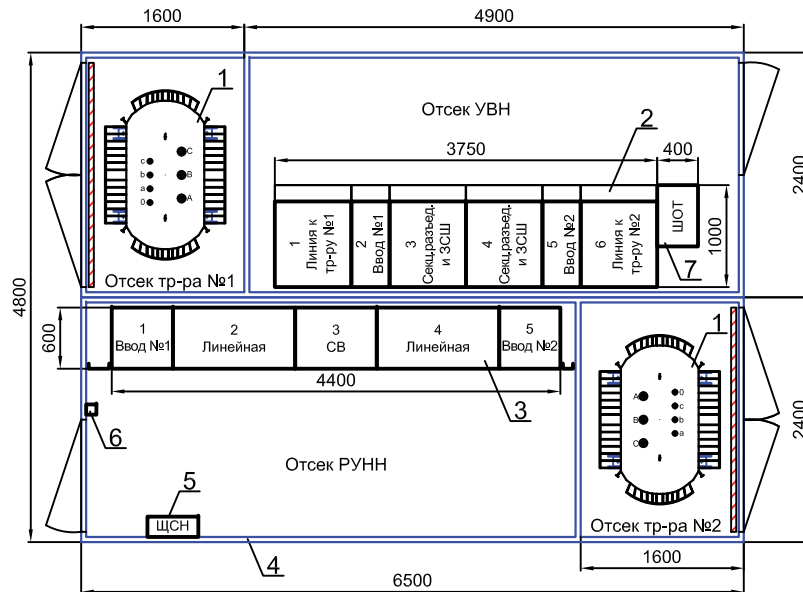 1600
4900
1
Отсек УВН
2
3750
400
C
B
A
c
b
a
0
1
Линия к
тр-ру №1
2
Ввод №1
3
Секц.разъед.
и ЗСШ
4
Секц.разъед.
и ЗСШ
5
Ввод №2
6
Линия к
тр-ру №2
ШОТ
7
1000
2400
Отсек тр-ра №1
4800
600
1
Ввод №1
2
Линейная
3
СВ
4
Линейная
5
Ввод №2
4400
3
1
A
B
C
0
c
b
a
2400
6
Отсек РУНН
5
ЩСН
4
Отсек тр-ра №2
1600
6500